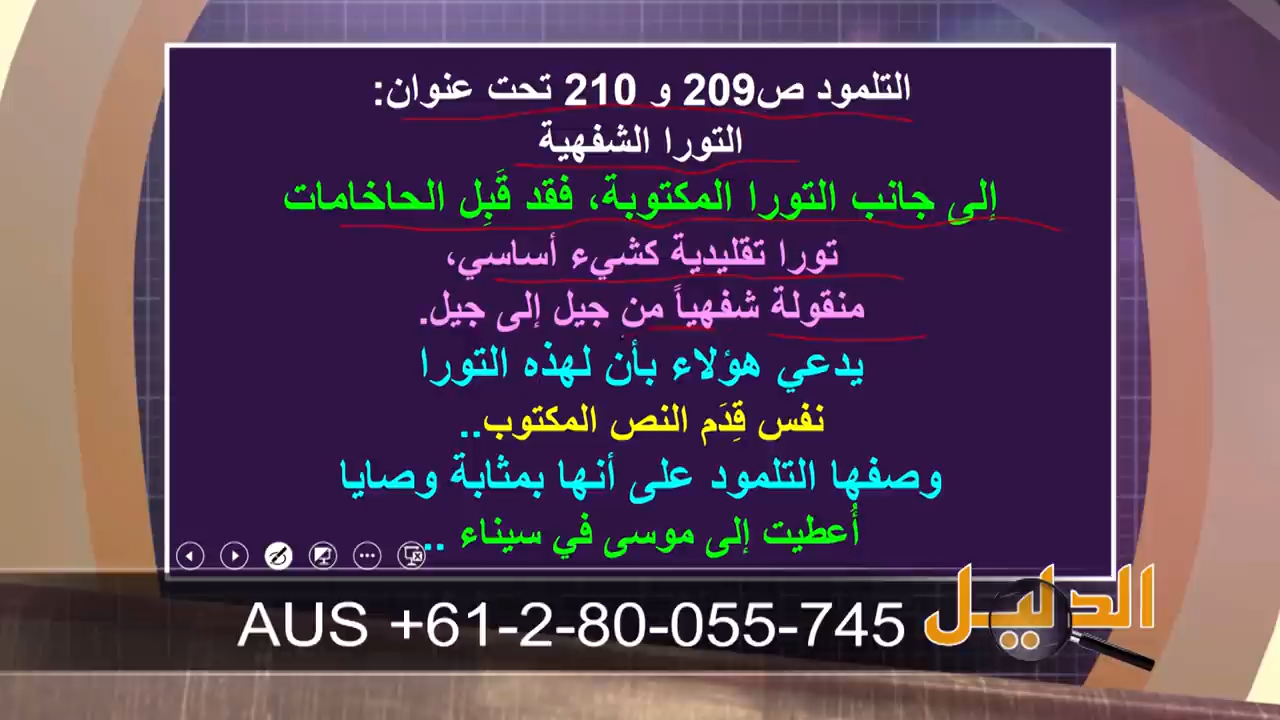 التلمود ص209 و 210 تحت عنوان:
التورا الشفهية
إلى جانب التورا المكتوبة، فقد قَبِل الحاخامات
تورا تقليدية كشيء أساسي،
منقولة شفهياً من جيل إلى جيل.
يدعي هؤلاء بأن لهذه التورا
نفس قِدَم النص المكتوب..
وصفها التلمود على أنها بمثابة وصايا
أُعطيت إلى موسى في سيناء ..
الدليل
AUS +61-2-80-055-745